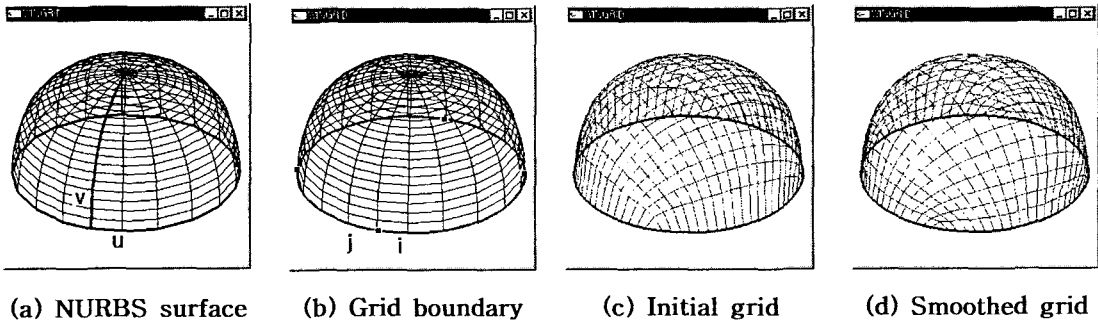 v
u
j i
(a) NURBS surface (b) Grid boundary (c) Initial grid (d) Smoothed grid